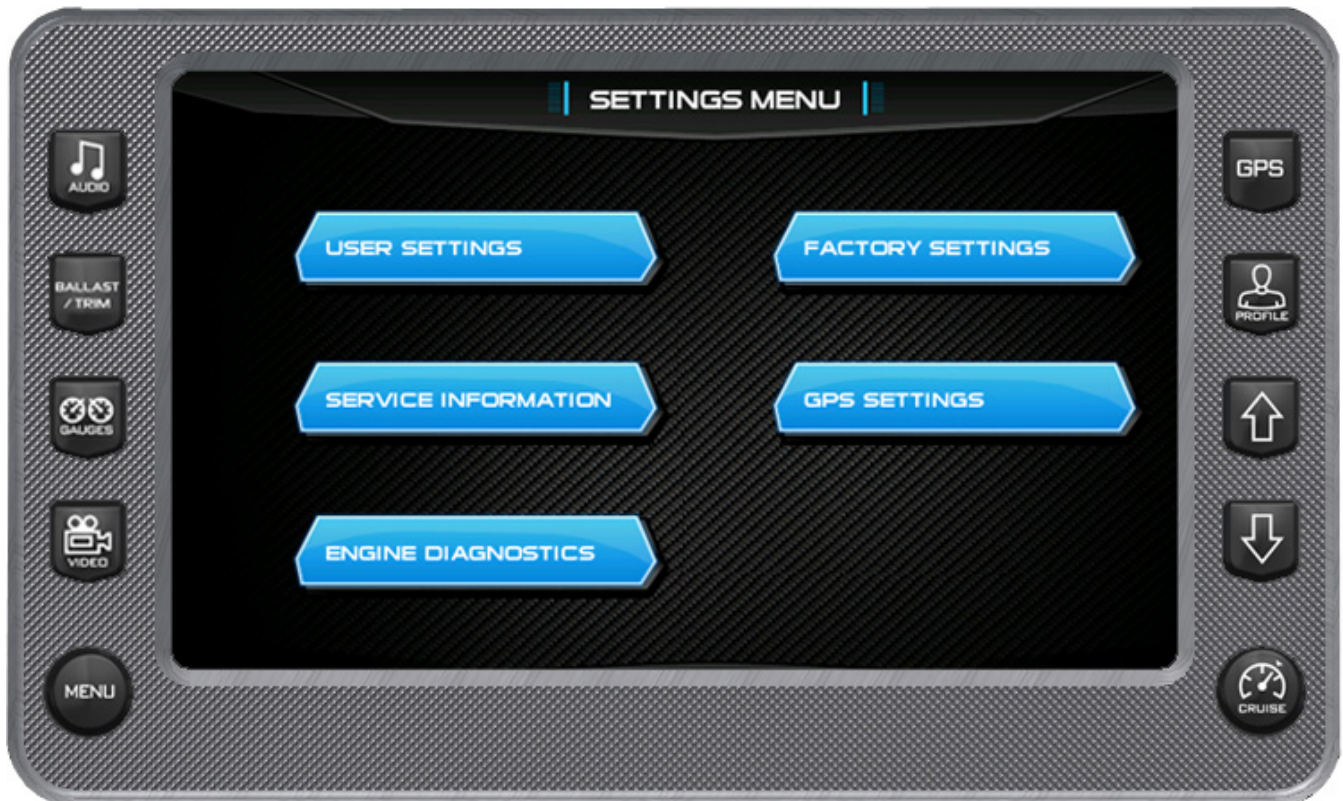 SETTINGS MENU
AUDIO
BALLAST
/ TRIM
GAUGES
VIDEO
MENU
USER SETTINGS
FACTORY SETTINGS
SERVICE INFORMATION
GPS SETTINGS
ENGINE DIAGNOSTICS
GPS
PROFILE
CRUISE